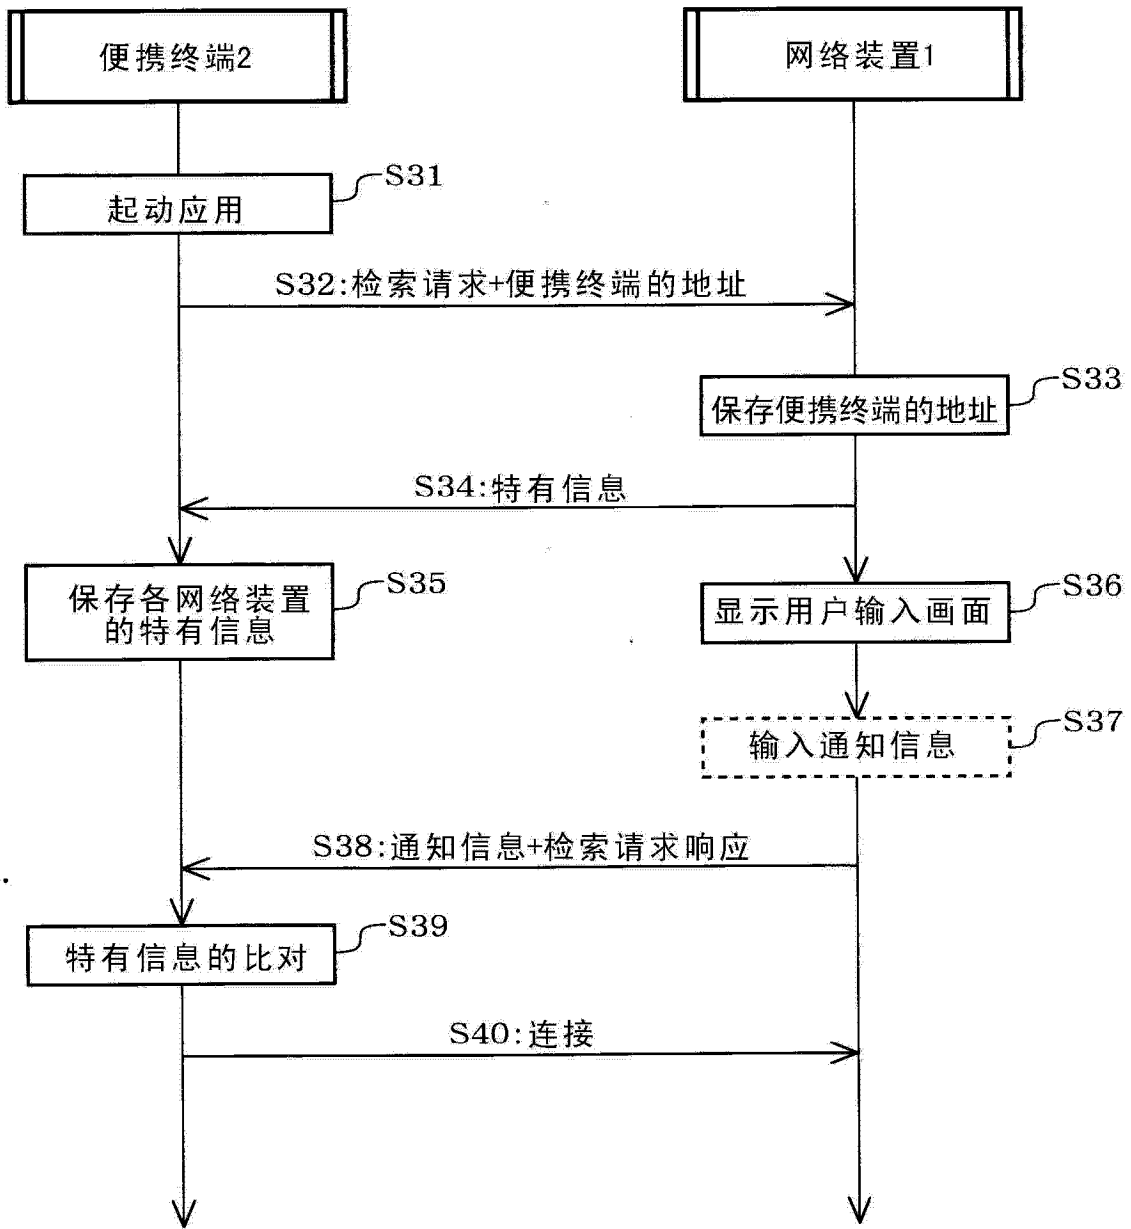 便携终端2
网络装置1
S31
起动应用
S32:检索请求+便携终端的地址
S33
保存便携终端的地址
S34:特有信息
S35
保存各网络装置
的特有信息
S36
显示用户输入画面
S37
输入通知信息
S38:通知信息+检索请求响应
S39
特有信息的比对
S40:连接